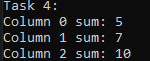 Task 4:
Column 0 sum: 5
Column 1 sum: 7
Column 2 sum: 10